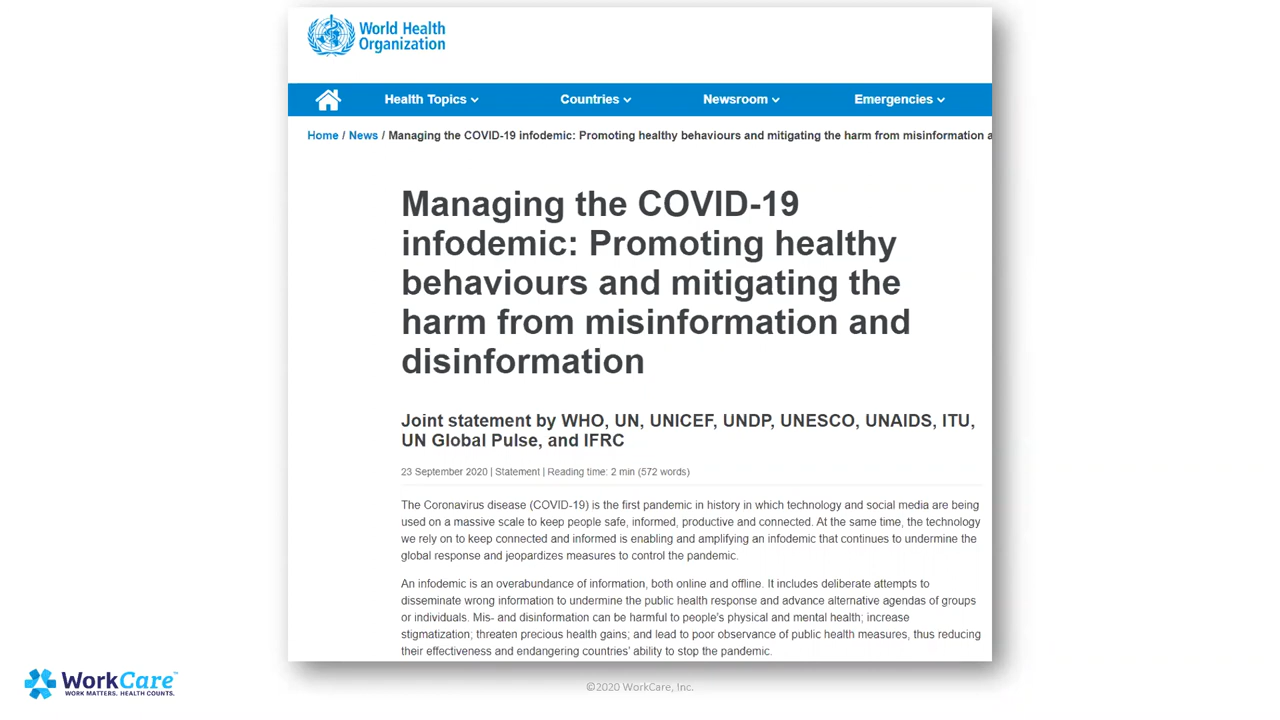 World Health
Organization
Health Topics
Countries
Newsroom
Emergencies
Home / News / Managing the COVID-19 infodemic: Promoting healthy behaviours and mitigating the harm from misinformation a
Managing the COVID-19
infodemic: Promoting healthy
behaviours and mitigating the
harm from misinformation and
disinformation
Joint statement by WHO, UN, UNICEF, UNDP, UNESCO, UNAIDS, ITU,
UN Global Pulse, and IFRC
23 September 2020 | Statement | Reading time: 2 min (572 words)
The Coronavirus disease (COVID-19) is the first pandemic in history in which technology and social media are being
used on a massive scale to keep people safe, informed, productive and connected. At the same time, the technology
we rely on to keep connected and informed is enabling and amplifying an infodemic that continues to undermine the
global response and jeopardizes measures to control the pandemic.
An infodemic is an overabundance of information, both online and offline. It includes deliberate attempts to
disseminate wrong information to undermine the public health response and advance alternative agendas of groups
or individuals. Mis- and disinformation can be harmful to people's physical and mental health; increase
stigmatization; threaten precious health gains; and lead to poor observance of public health measures, thus reducing
their effectiveness and endangering countries' ability to stop the pandemic.
WorkCare™
WORK MATTERS. HEALTH COUNTS.
©2020 WorkCare, Inc.